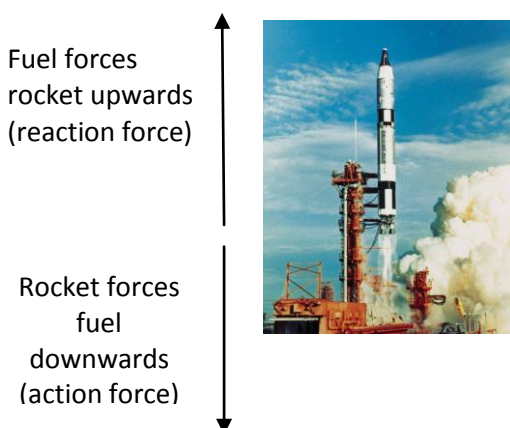 Fuel forces
rocket upwards
(reaction force)
Rocket forces
fuel
downwards
(action force)